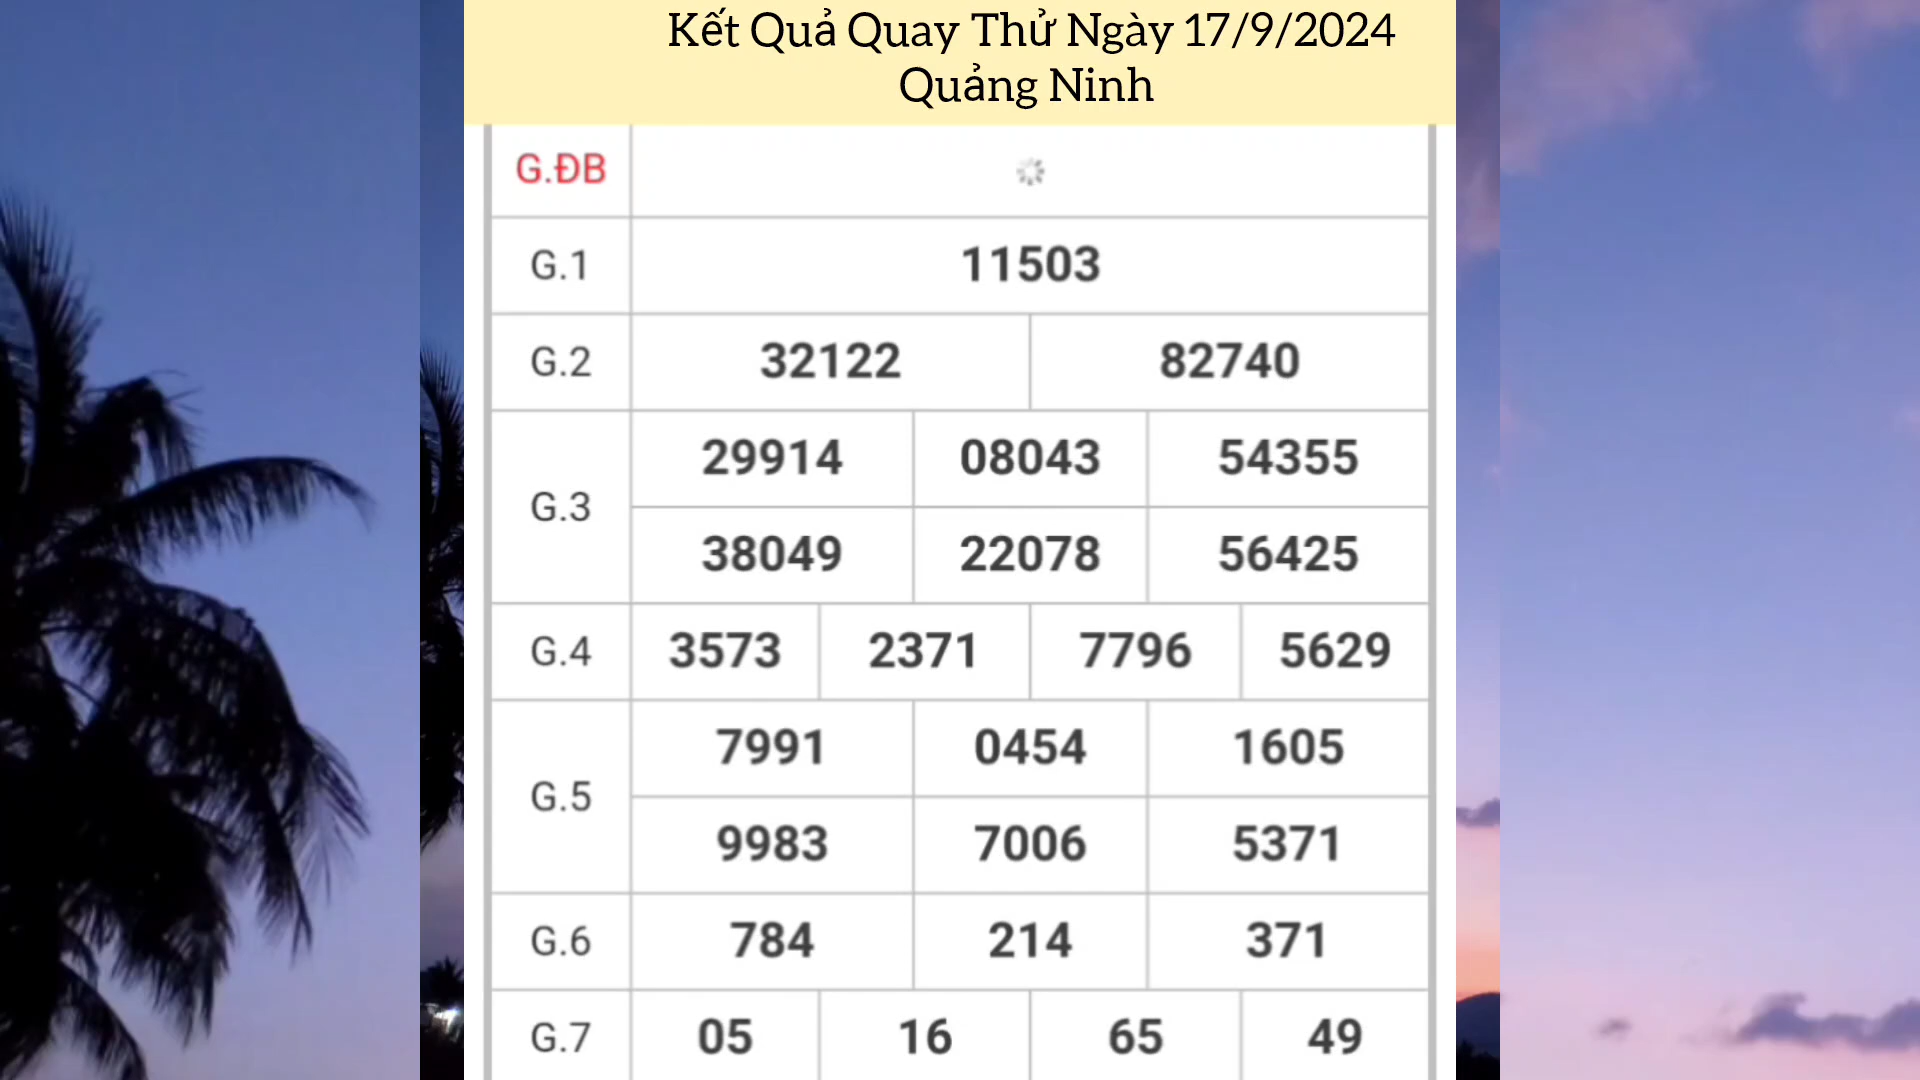 Kết Quả Quay Thử Ngày 17/9/2024
Quảng Ninh
G.ĐB
G.1 11503
G.2 32122 82740
G.3 29914 08043 54355
38049 22078 56425
G.4 3573 2371 7796 5629
G.5 7991 0454 1605
9983 7006 5371
G.6 784 214 371
G.7 05 16 65 49